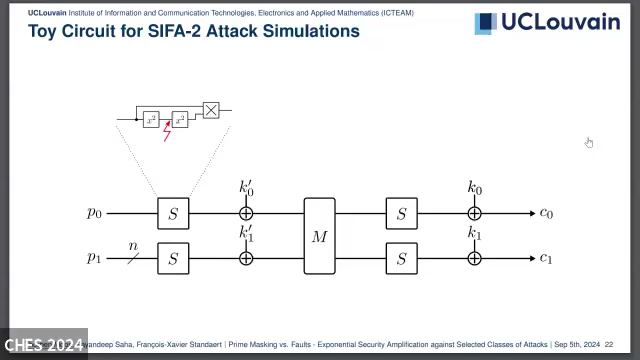 UCLouvain Institute of Information and Communication Technologies, Electronics and Applied Mathematics (ICTEAM)
Toy Circuit for SIFA-2 Attack Simulations
UCLouvain
x² x²
p₀ S k′₀ M S k₀ c₀
p₁ n S k′₁ S k₁ c₁
CHES 2024
Saha, François-Xavier Standaert | Prime Masking vs. Faults - Exponential Security Amplification against Selected Classes of Attacks | Sep 5th, 2024 22